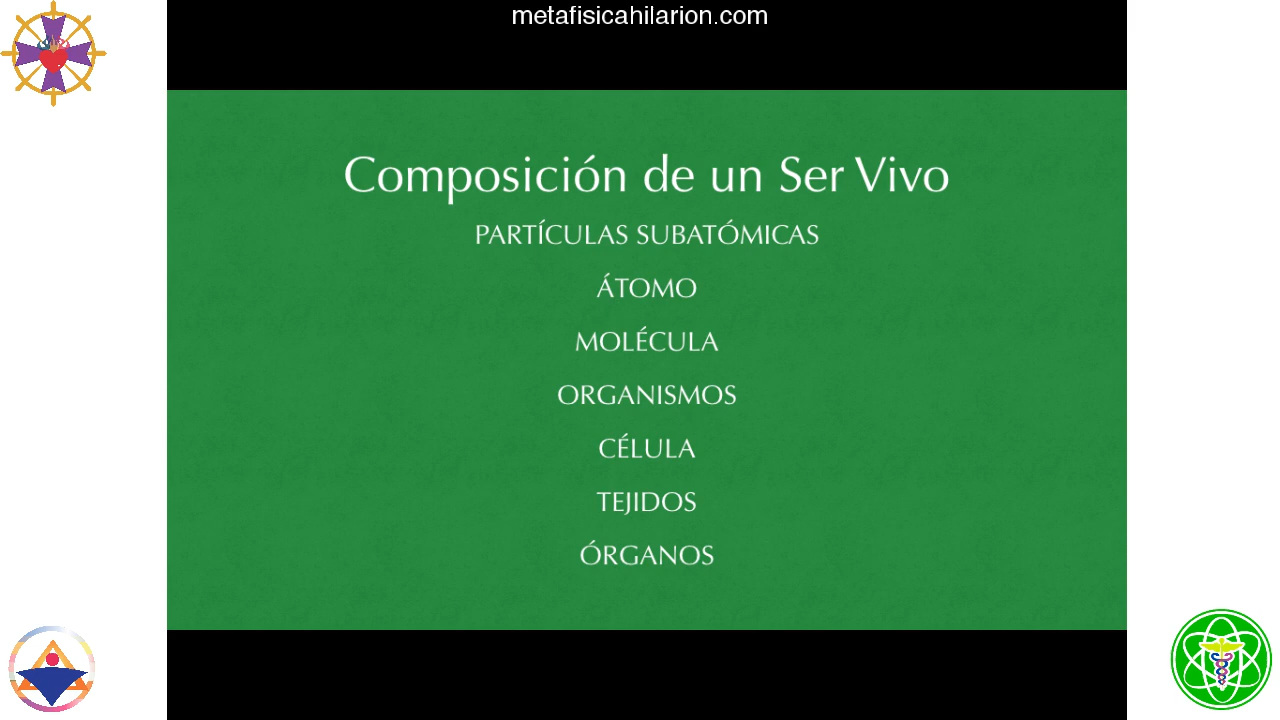 metafisicahilarion.com
Composición de un Ser Vivo
PARTÍCULAS SUBATÓMICAS
ÁTOMO
MOLÉCULA
ORGANISMOS
CÉLULA
TEJIDOS
ÓRGANOS